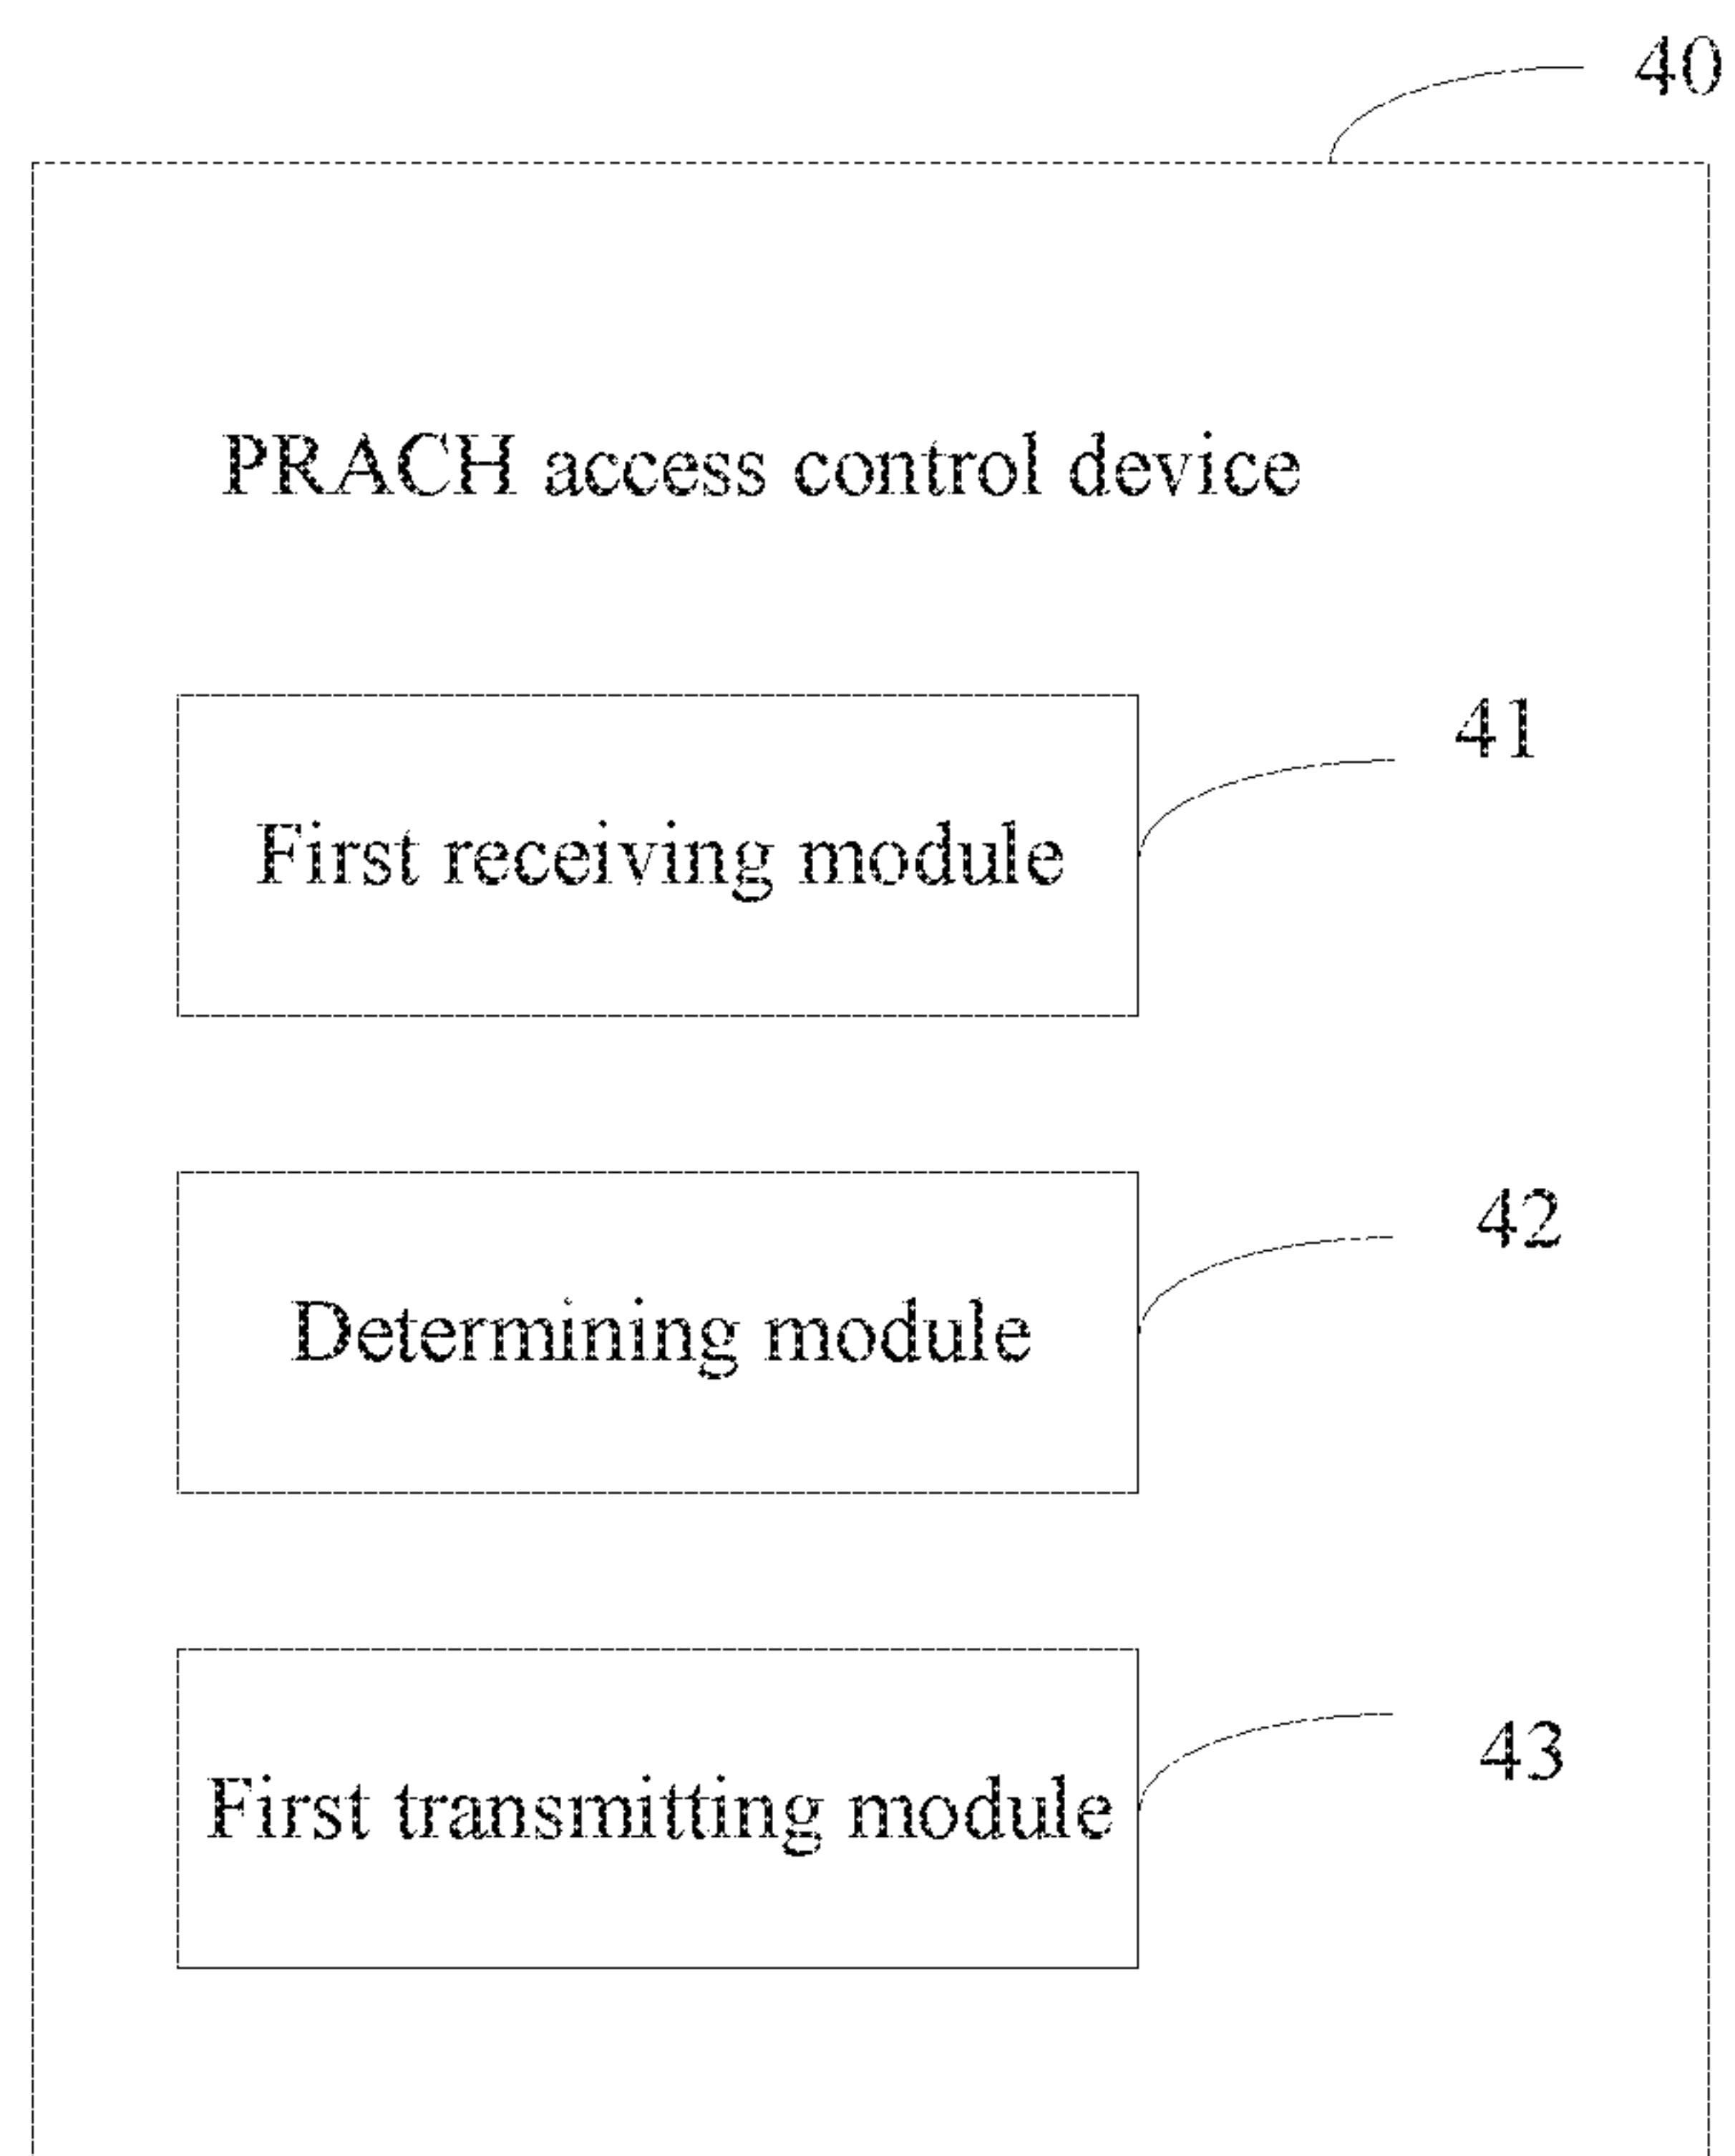 40
PRACH access control device
41
First receiving module
42
Determining module
43
First transmitting module